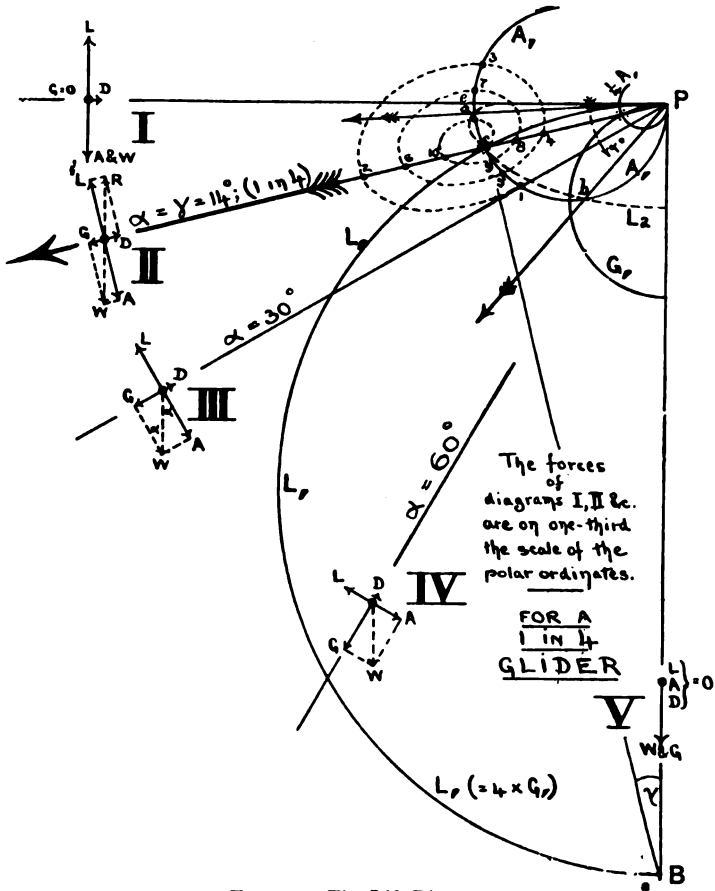 L
A₁
G=0 D
P
I
A&W
L R
α = γ = 14°; (1 in 4)
G D
II
W A
A₁
L₂
G₁
L₁
α = 30°
L
D
G
III
α
α
A
W
α = 60°
L₁
The forces
of
diagrams I, II &c.
are on one-third
the scale of the
polar ordinates.
FOR A
1 IN 4
GLIDER
L
D
IV
A
G
W
L
A } = 0
D
V
W G
L₁ (= 4 × G₁)
γ
B